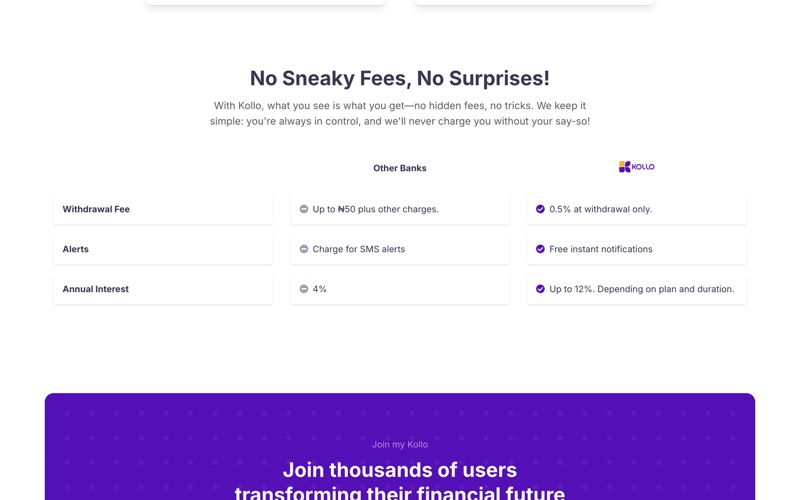 No Sneaky Fees, No Surprises!
With Kollo, what you see is what you get—no hidden fees, no tricks. We keep it
simple: you're always in control, and we'll never charge you without your say-so!
Other Banks
KOLLO
Withdrawal Fee
Up to ₦50 plus other charges.
0.5% at withdrawal only.
Alerts
Charge for SMS alerts
Free instant notifications
Annual Interest
4%
Up to 12%. Depending on plan and duration.
Join my Kollo
Join thousands of users
transforming their financial future